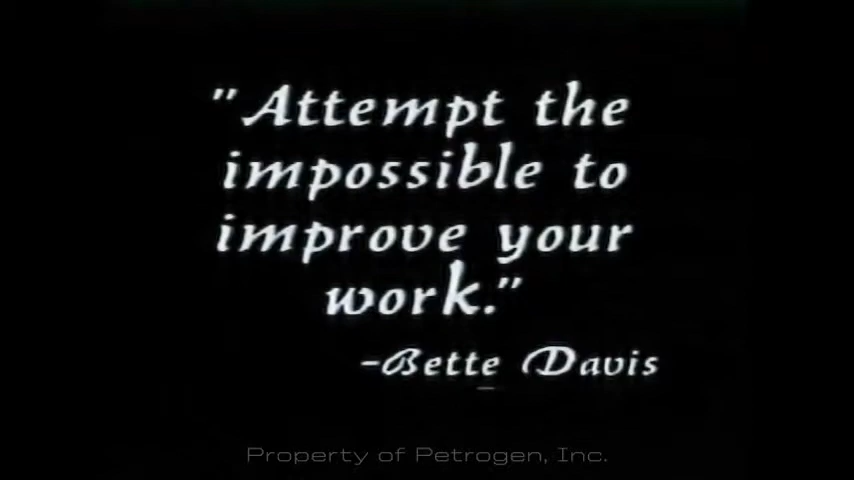 "Attempt the
impossible to
improve your
work."
-Bette Davis
Property of Petrogen, Inc.